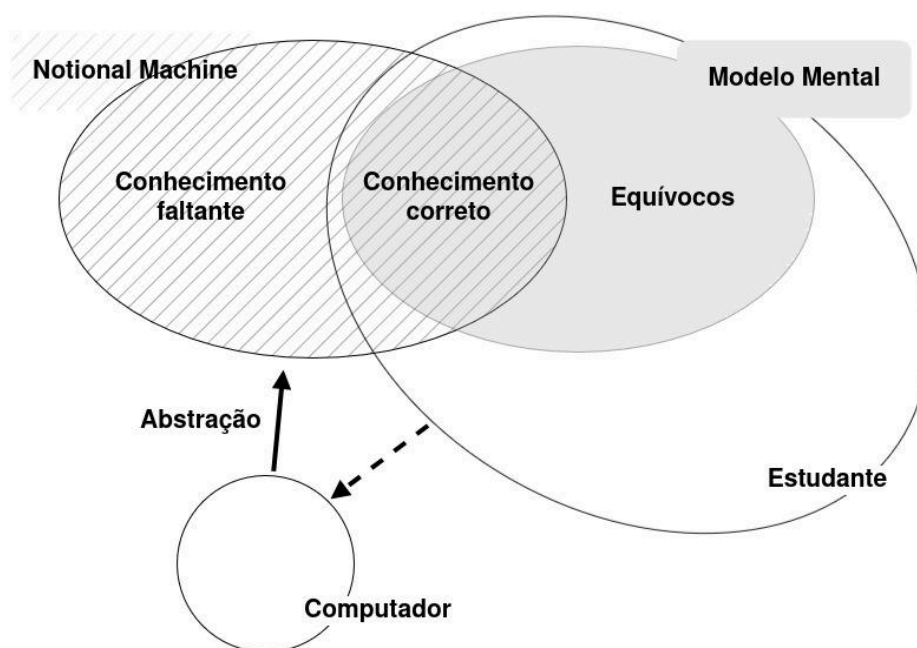 Notional Machine
Modelo Mental
Conhecimento
faltante
Conhecimento
correto
Equívocos
Abstração
Estudante
Computador